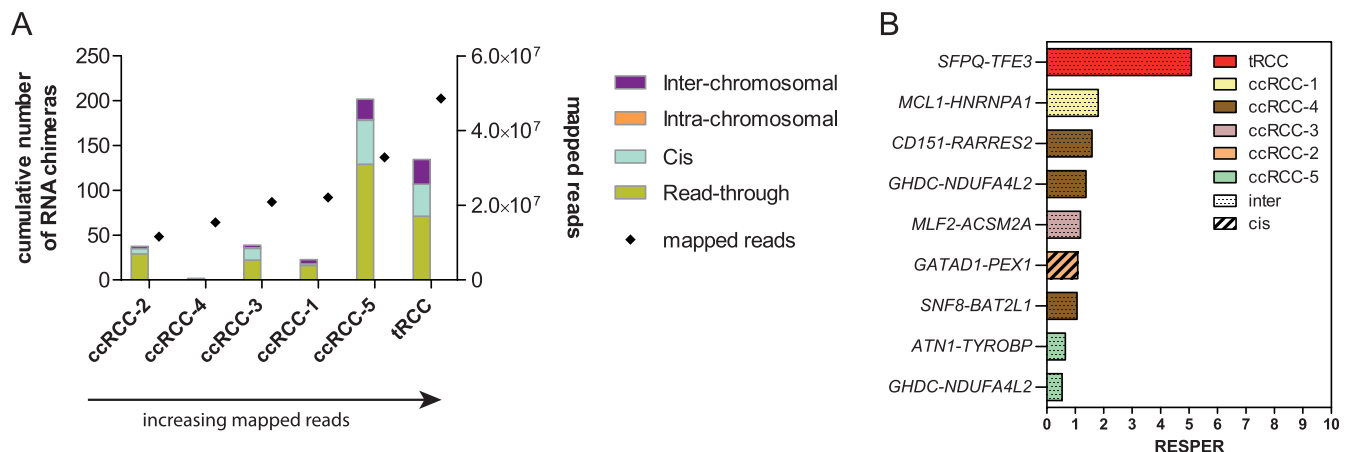 A
cumulative number
of RNA chimeras
250
200
150
100
50
0
6.0×10⁷
4.0×10⁷
2.0×10⁷
0
mapped reads
ccRCC-2
ccRCC-4
ccRCC-3
ccRCC-1
ccRCC-5
tRCC
increasing mapped reads
Inter-chromosomal
Intra-chromosomal
Cis
Read-through
mapped reads
B
SFPQ-TFE3
MCL1-HNRNPA1
CD151-RARRES2
GHDC-NDUFA4L2
MLF2-ACSM2A
GATAD1-PEX1
SNF8-BAT2L1
ATN1-TYROBP
GHDC-NDUFA4L2
0 1 2 3 4 5 6 7 8 9 10
RESPER
tRCC
ccRCC-1
ccRCC-4
ccRCC-3
ccRCC-2
ccRCC-5
inter
cis